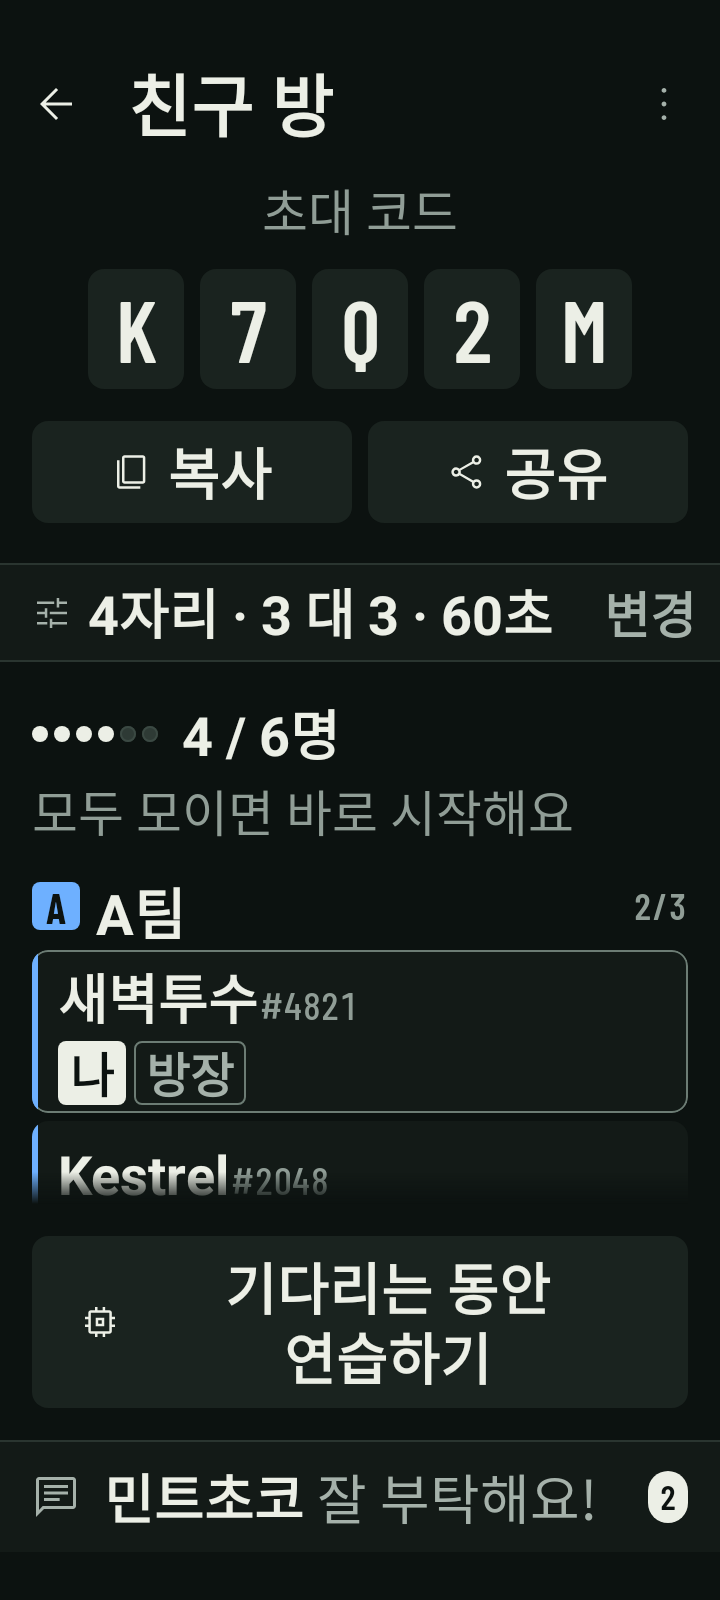 친구 방
초대 코드
K 7 Q 2 M
복사 공유
4자리 · 3 대 3 · 60초 변경
4 / 6명
모두 모이면 바로 시작해요
A A팀 2/3
새벽투수#4821
나 방장
Kestrel#2048
기다리는 동안
연습하기
민트초코 잘 부탁해요! 2